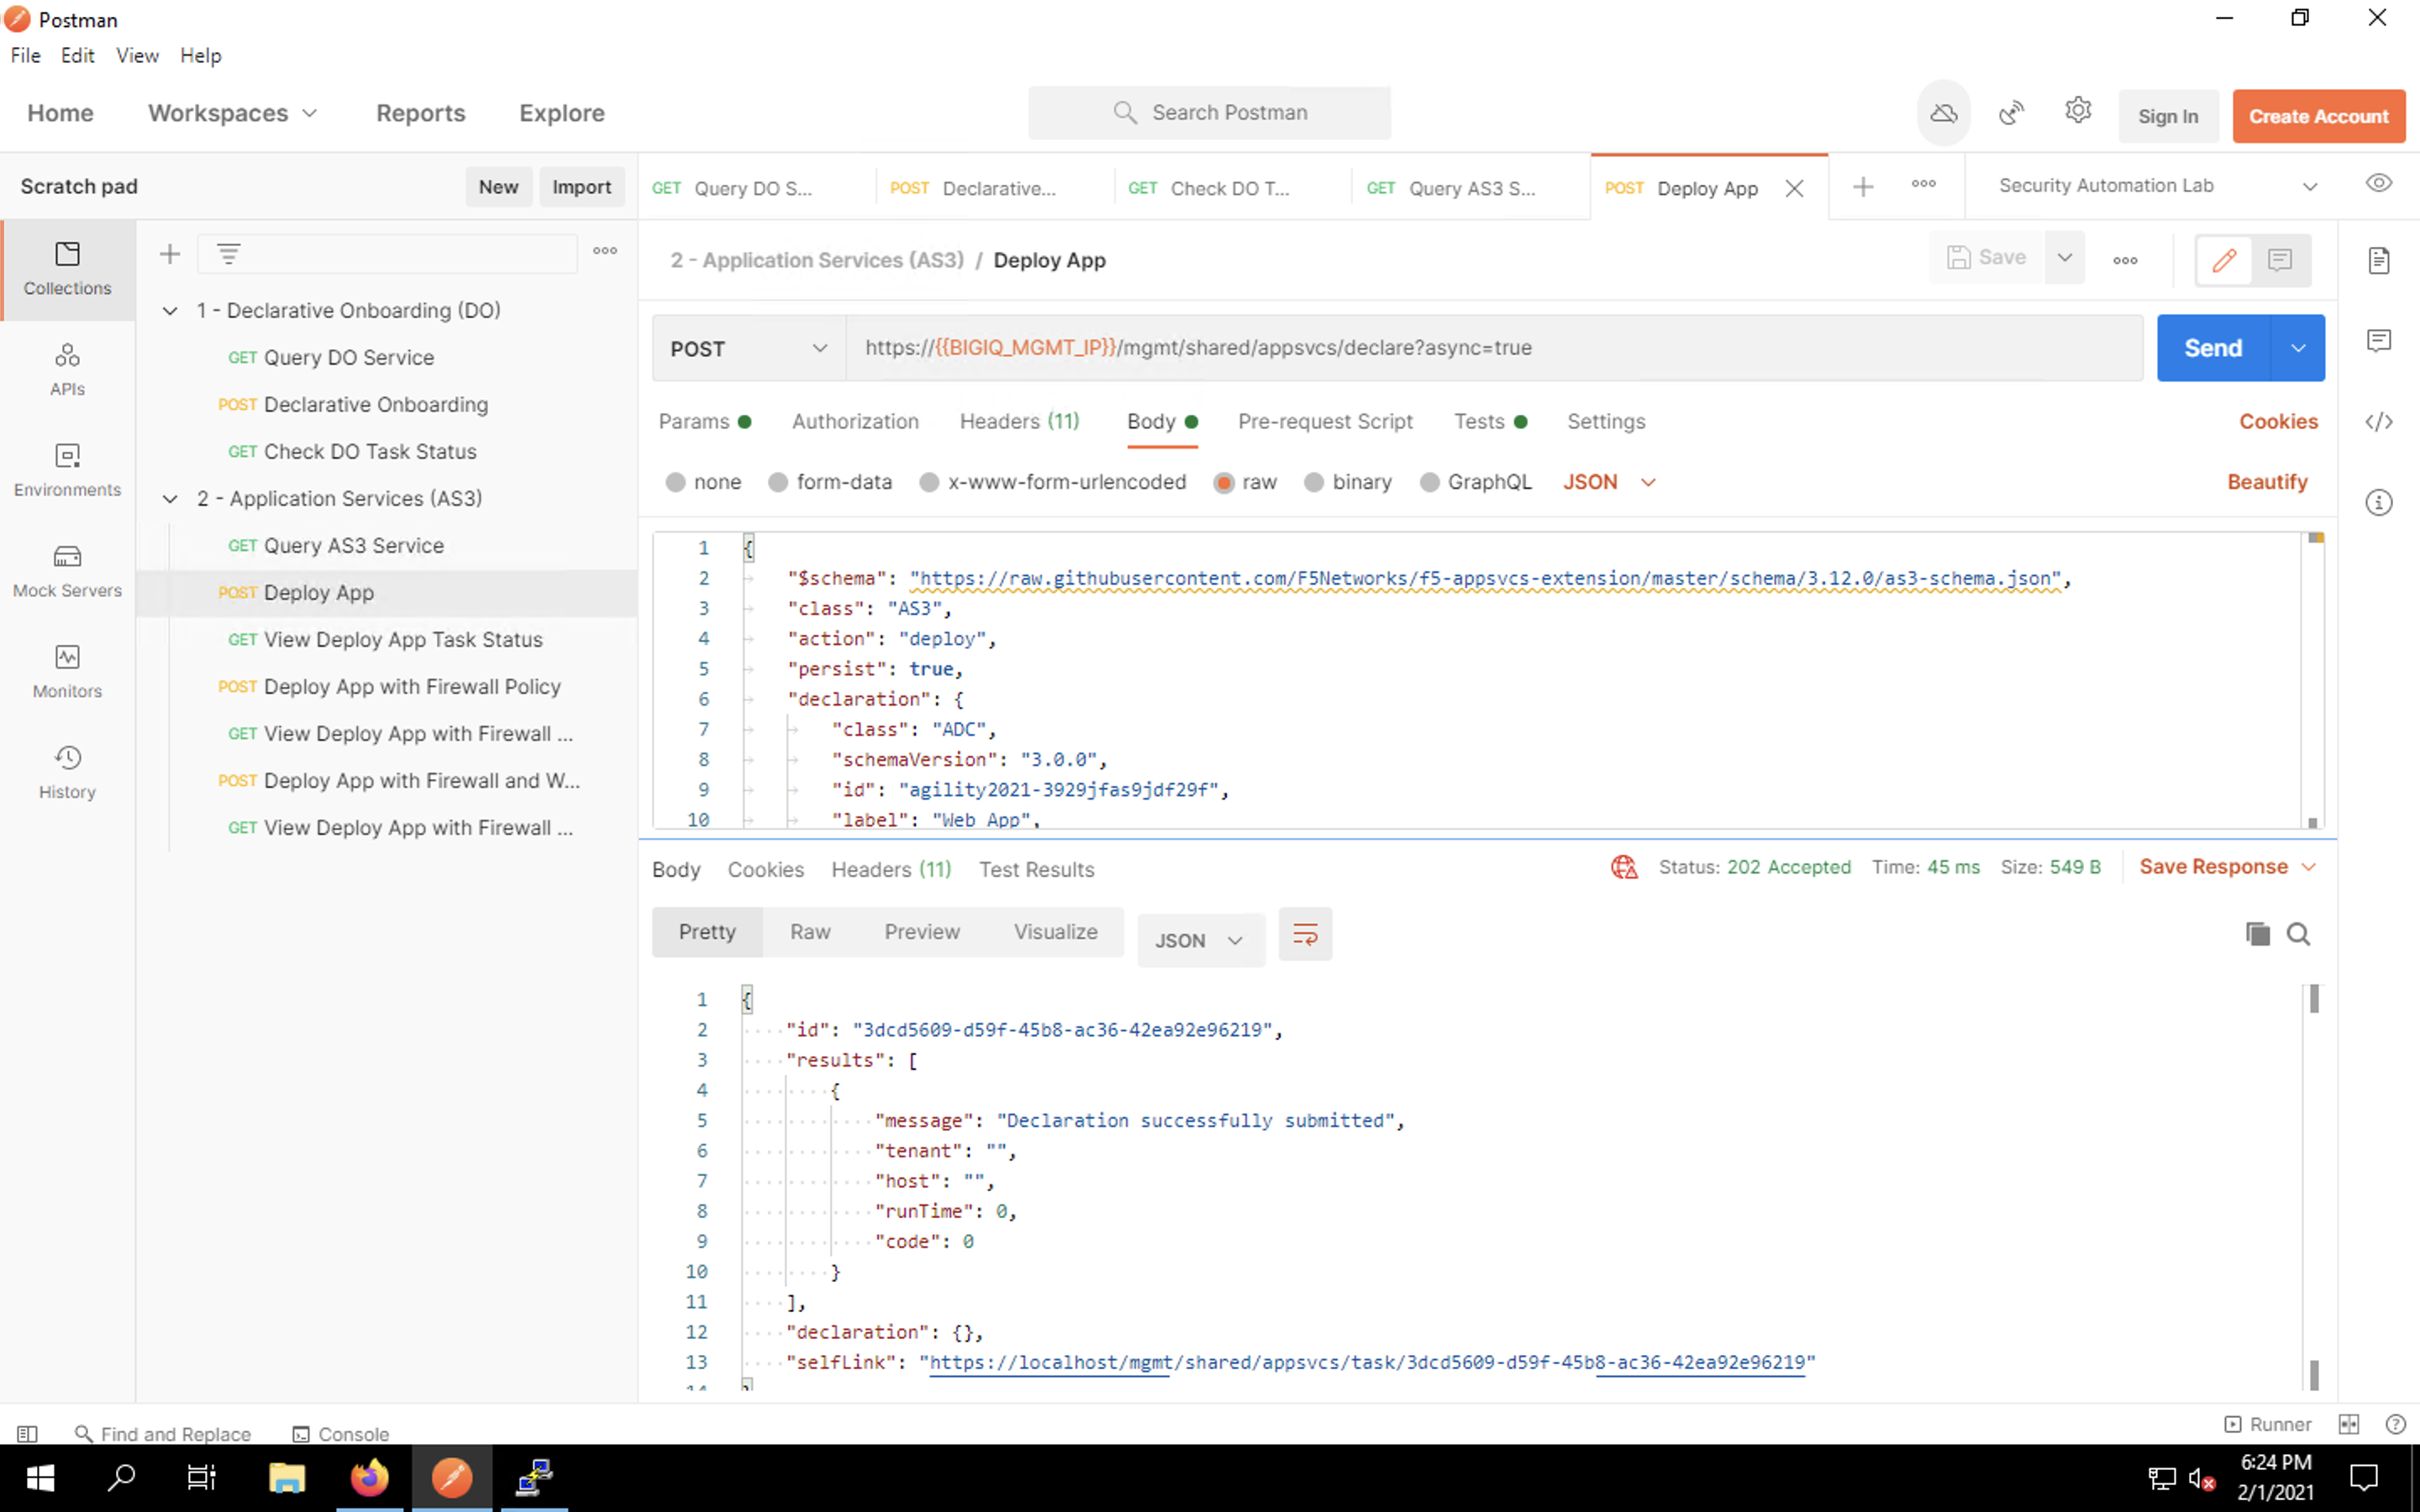 Postman
File Edit View Help
Home Workspaces Reports Explore
Search Postman
Sign In
Create Account
Scratch pad
New
Import
GET Query DO S...
POST Declarative...
GET Check DO T...
GET Query AS3 S...
POST Deploy App
Security Automation Lab
Collections
APIs
Environments
Mock Servers
Monitors
History
1 - Declarative Onboarding (DO)
GET Query DO Service
POST Declarative Onboarding
GET Check DO Task Status
2 - Application Services (AS3)
GET Query AS3 Service
POST Deploy App
GET View Deploy App Task Status
POST Deploy App with Firewall Policy
GET View Deploy App with Firewall ...
POST Deploy App with Firewall and W...
GET View Deploy App with Firewall ...
2 - Application Services (AS3) / Deploy App
Save
POST https://{{BIGIQ_MGMT_IP}}/mgmt/shared/appsvcs/declare?async=true
Send
Params Authorization Headers (11) Body Pre-request Script Tests Settings
Cookies
none form-data x-www-form-urlencoded raw binary GraphQL JSON
Beautify
1 {
2 "$schema": "https://raw.githubusercontent.com/F5Networks/f5-appsvcs-extension/master/schema/3.12.0/as3-schema.json",
3 "class": "AS3",
4 "action": "deploy",
5 "persist": true,
6 "declaration": {
7 "class": "ADC",
8 "schemaVersion": "3.0.0",
9 "id": "agility2021-3929jfas9jdf29f",
10 "label": "Web App",
Body Cookies Headers (11) Test Results
Status: 202 Accepted Time: 45 ms Size: 549 B
Save Response
Pretty Raw Preview Visualize JSON
1 {
2 "id": "3dcd5609-d59f-45b8-ac36-42ea92e96219",
3 "results": [
4 {
5 "message": "Declaration successfully submitted",
6 "tenant": "",
7 "host": "",
8 "runTime": 0,
9 "code": 0
10 }
11 ],
12 "declaration": {},
13 "selfLink": "https://localhost/mgmt/shared/appsvcs/task/3dcd5609-d59f-45b8-ac36-42ea92e96219"
14 }
Find and Replace
Console
Runner
6:24 PM
2/1/2021